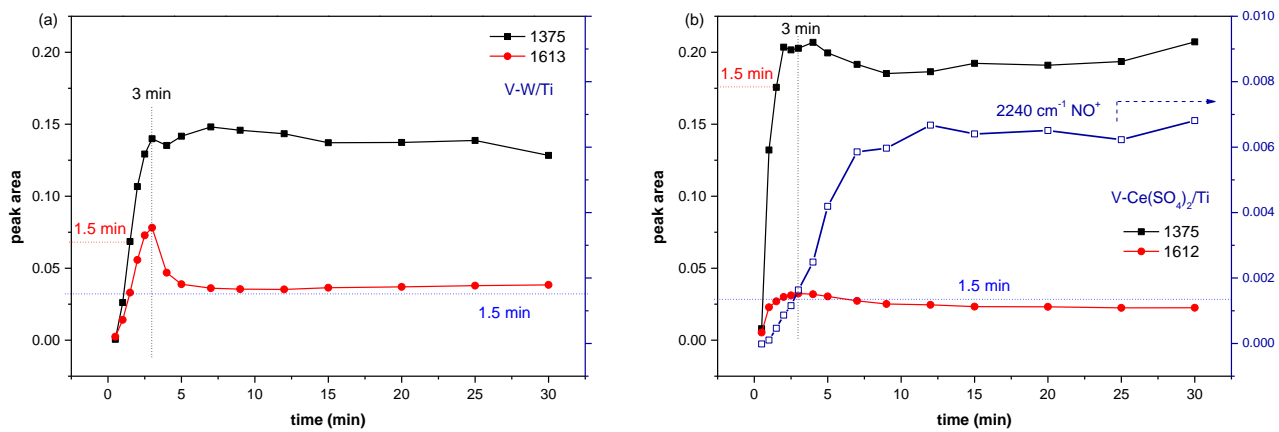 (a)
1375
1613
V-W/Ti
3 min
1.5 min
1.5 min
peak area
0.20
0.15
0.10
0.05
0.00
0 5 10 15 20 25 30
time (min)
(b)
3 min
1.5 min
2240 cm⁻¹ NO⁺
V-Ce(SO₄)₂/Ti
1375
1612
1.5 min
peak area
0.20
0.15
0.10
0.05
0.00
0.010
0.008
0.006
0.004
0.002
0.000
0 5 10 15 20 25 30
time (min)